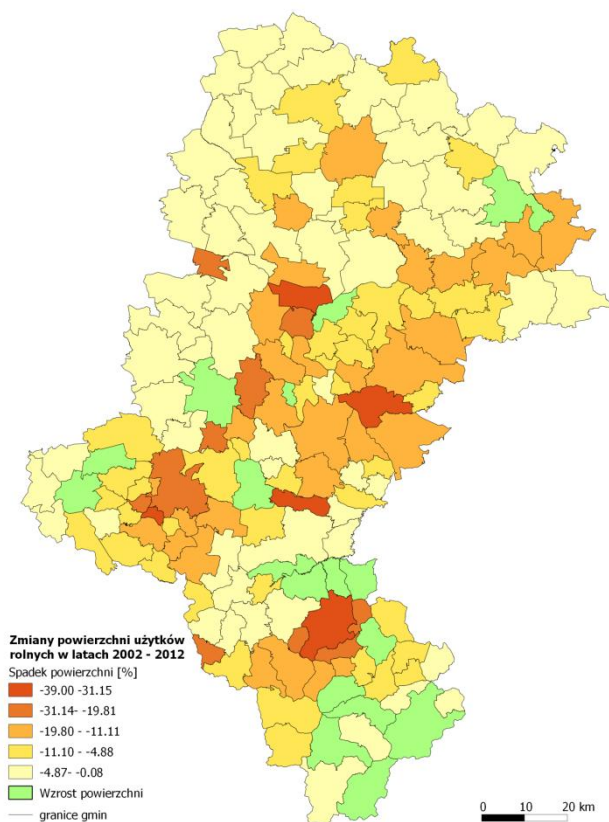 Zmiany powierzchni użytków
rolnych w latach 2002 - 2012
Spadek powierzchni [%]
-39.00 -31.15
-31.14- -19.81
-19.80 - -11.11
-11.10 - -4.88
-4.87- -0.08
Wzrost powierzchni
granice gmin
0 10 20 km